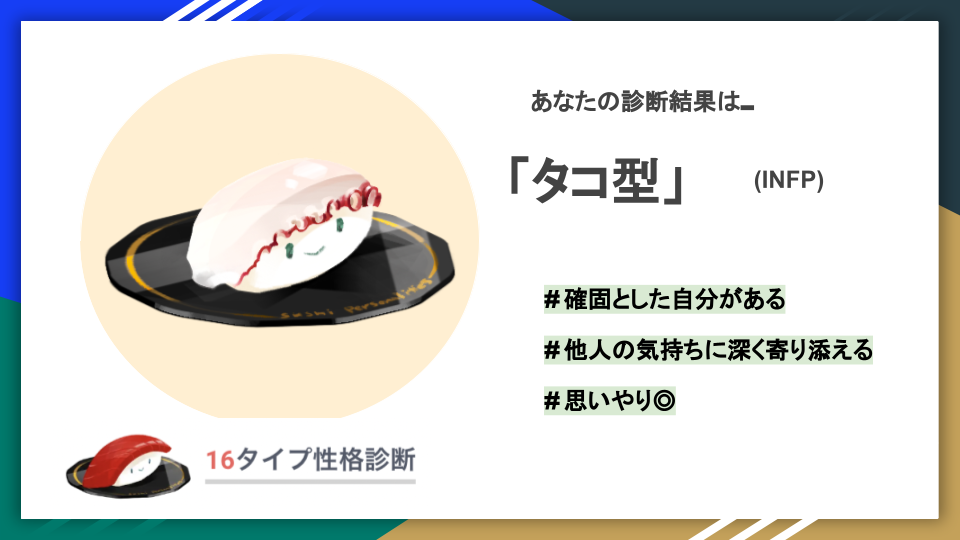 あなたの診断結果は…
「タコ型」 (INFP)
#確固とした自分がある
#他人の気持ちに深く寄り添える
#思いやり◎
Sushi Personalities
16タイプ性格診断